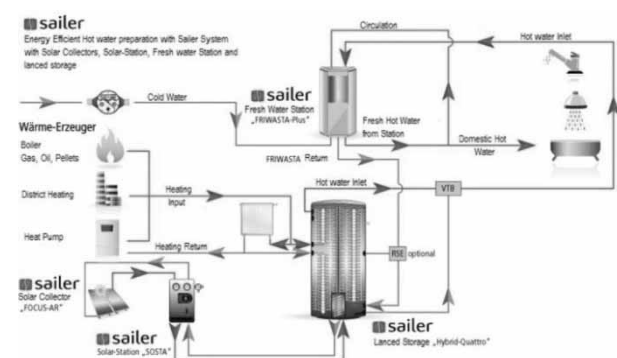 sailer
Energy Efficient Hot water preparation with Sailer System
with Solar Collectors, Solar-Station, Fresh water Station and
lanced storage
Circulation
Hot water Inlet
Cold Water
sailer
Fresh Water Station
„FRIWASTA-Plus"
Fresh Hot Water
from Station
Domestic Hot
Water
Wärme-Erzeuger
Boiler
Gas, Oil, Pellets
FRIWASTA Return
Hot water Inlet
VTB
District Heating
Heating
Input
Heat Pump
Heating Return
RSE optional
sailer
Solar Collector
„FOCUS-AR"
sailer
Solar-Station „SOSTA"
sailer
Lanced Storage „Hybrid-Quattro"